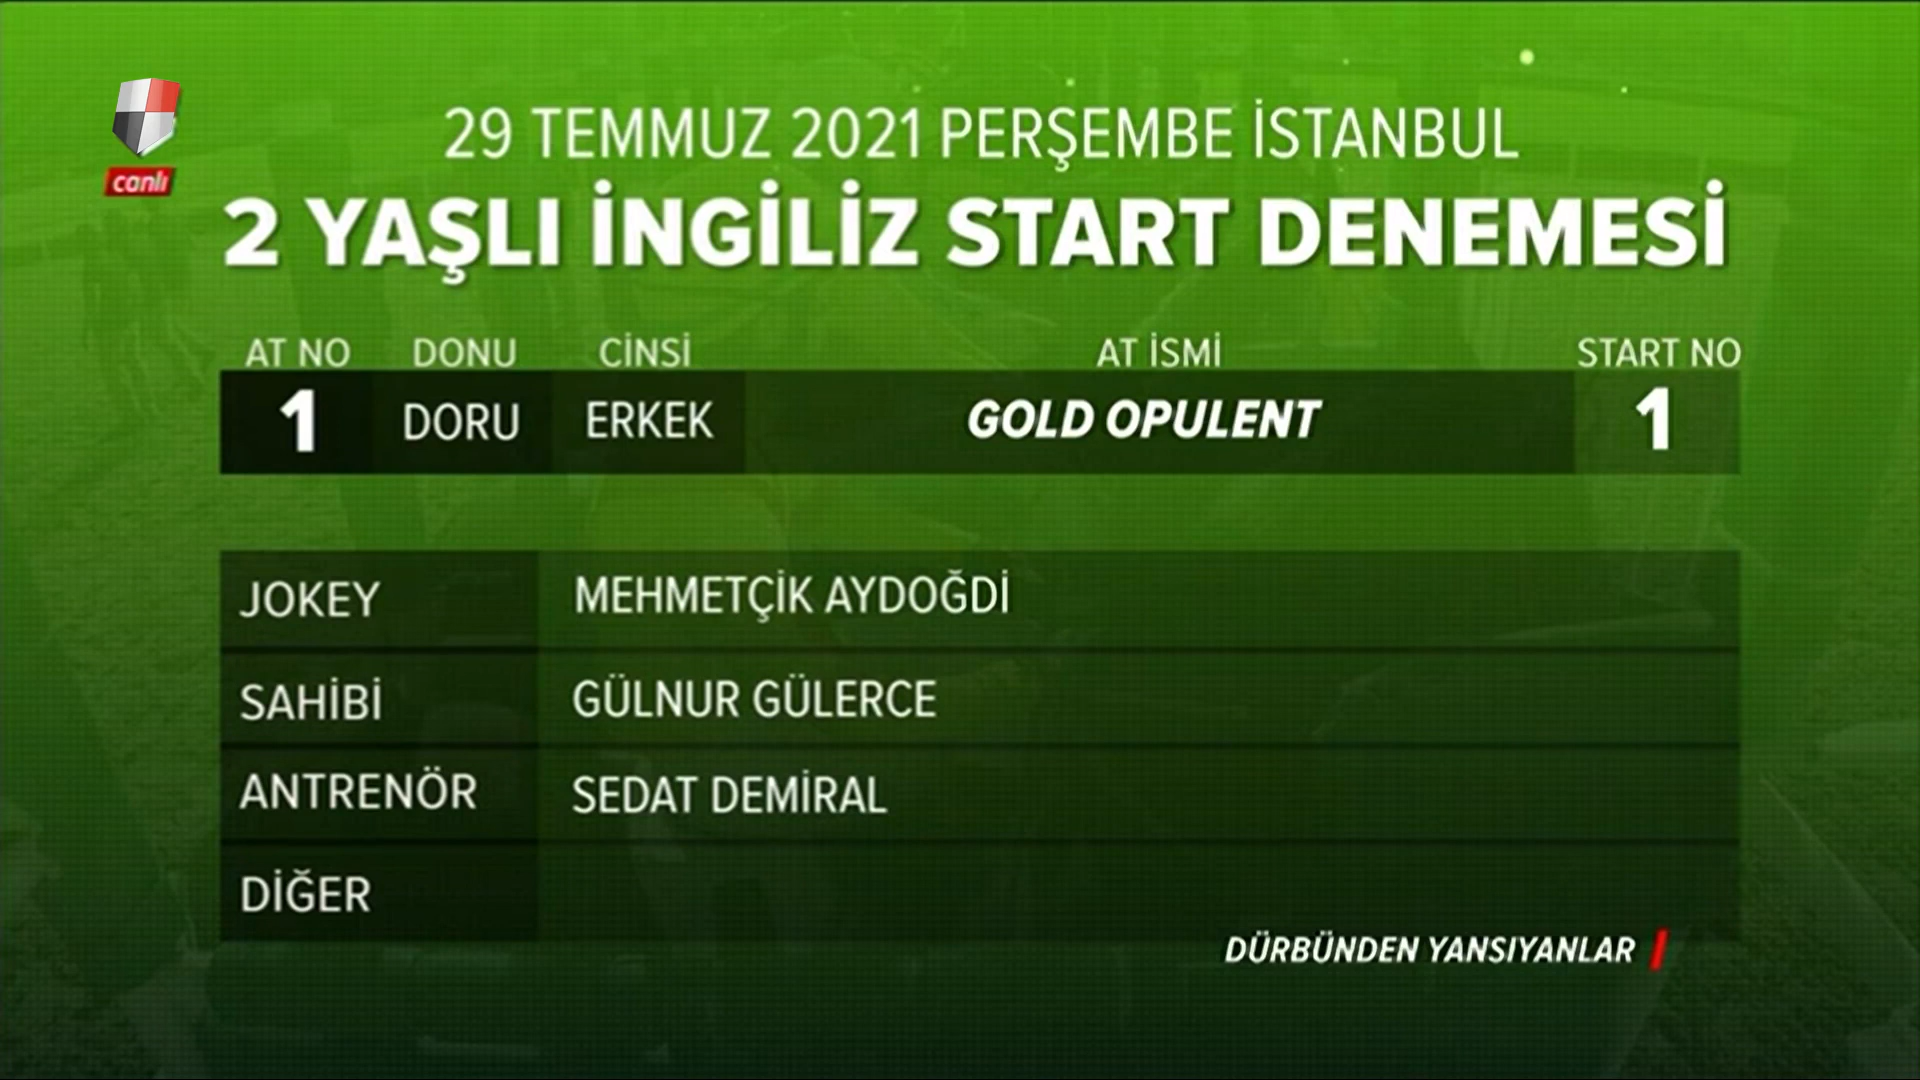 canlı
29 TEMMUZ 2021 PERŞEMBE İSTANBUL
2 YAŞLI İNGİLİZ START DENEMESİ
AT NO DONU CİNSİ AT İSMİ START NO
1 DORU ERKEK GOLD OPULENT 1
JOKEY MEHMETÇİK AYDOĞDİ
SAHİBİ GÜLNUR GÜLERCE
ANTRENÖR SEDAT DEMİRAL
DİĞER
DÜRBÜNDEN YANSIYANLAR